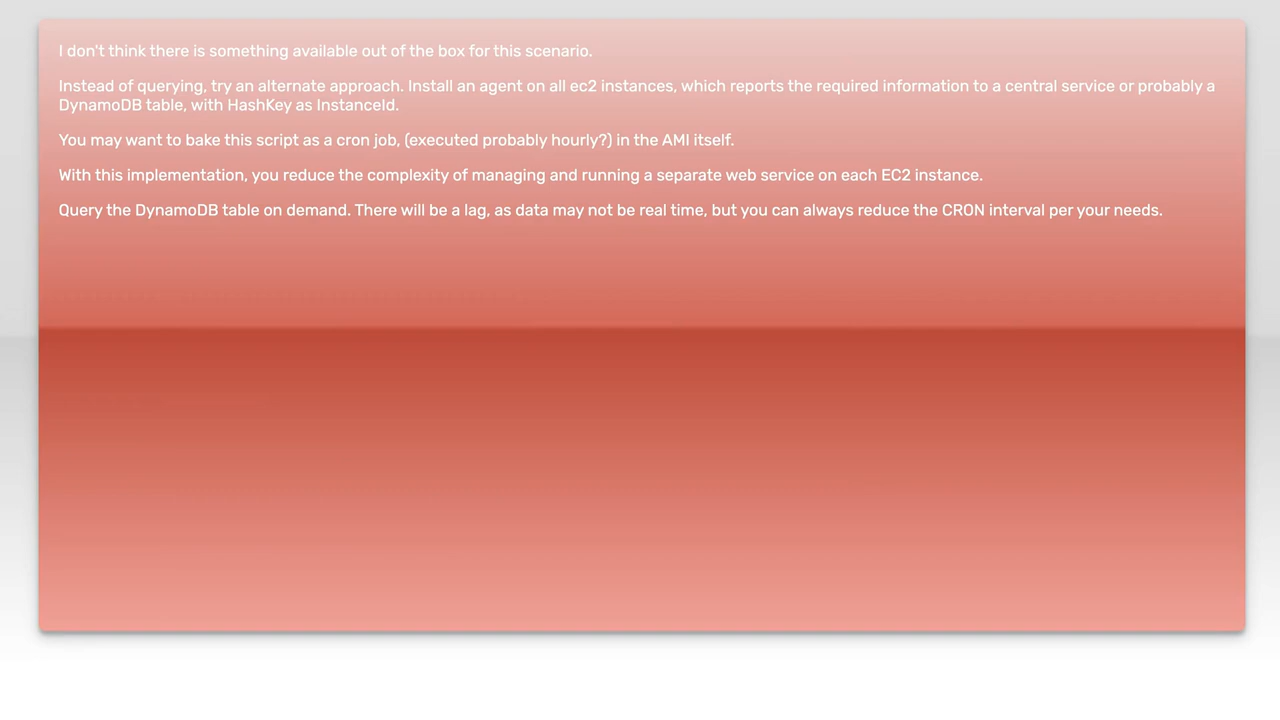 I don't think there is something available out of the box for this scenario.
Instead of querying, try an alternate approach. Install an agent on all ec2 instances, which reports the required information to a central service or probably a
DynamoDB table, with HashKey as InstanceId.
You may want to bake this script as a cron job, (executed probably hourly?) in the AMI itself.
With this implementation, you reduce the complexity of managing and running a separate web service on each EC2 instance.
Query the DynamoDB table on demand. There will be a lag, as data may not be real time, but you can always reduce the CRON interval per your needs.